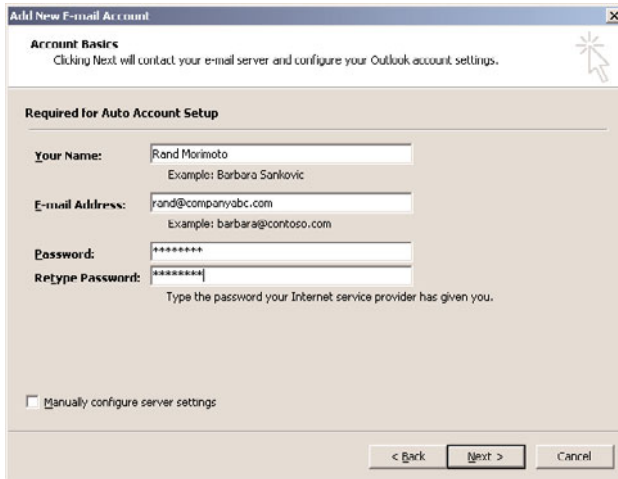 Add New E-mail Account
Account Basics
Clicking Next will contact your e-mail server and configure your Outlook account settings.
Required for Auto Account Setup
Your Name: Rand Morimoto
Example: Barbara Sankovic
E-mail Address: rand@companyabc.com
Example: barbara@contoso.com
Password: ********
Retype Password: ********
Type the password your Internet service provider has given you.
Manually configure server settings
< Back Next > Cancel